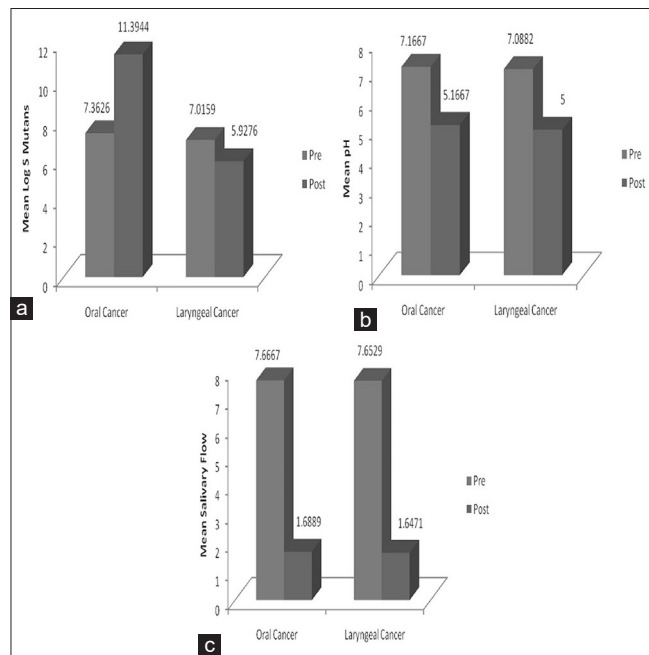 11.3944
12
10
8
6
4
2
0
Mean Log S Mutans
7.3626
7.0159
5.9276
Pre
Post
Oral Cancer
Laryngeal Cancer
a
7.1667
7.0882
8
7
6
5
4
3
2
1
0
Mean pH
5.1667
5
Pre
Post
Oral Cancer
Laryngeal Cancer
b
7.6667
7.6529
8
7
6
5
4
3
2
1
0
Mean Salivary Flow
1.6889
1.6471
Pre
Post
Oral Cancer
Laryngeal Cancer
c